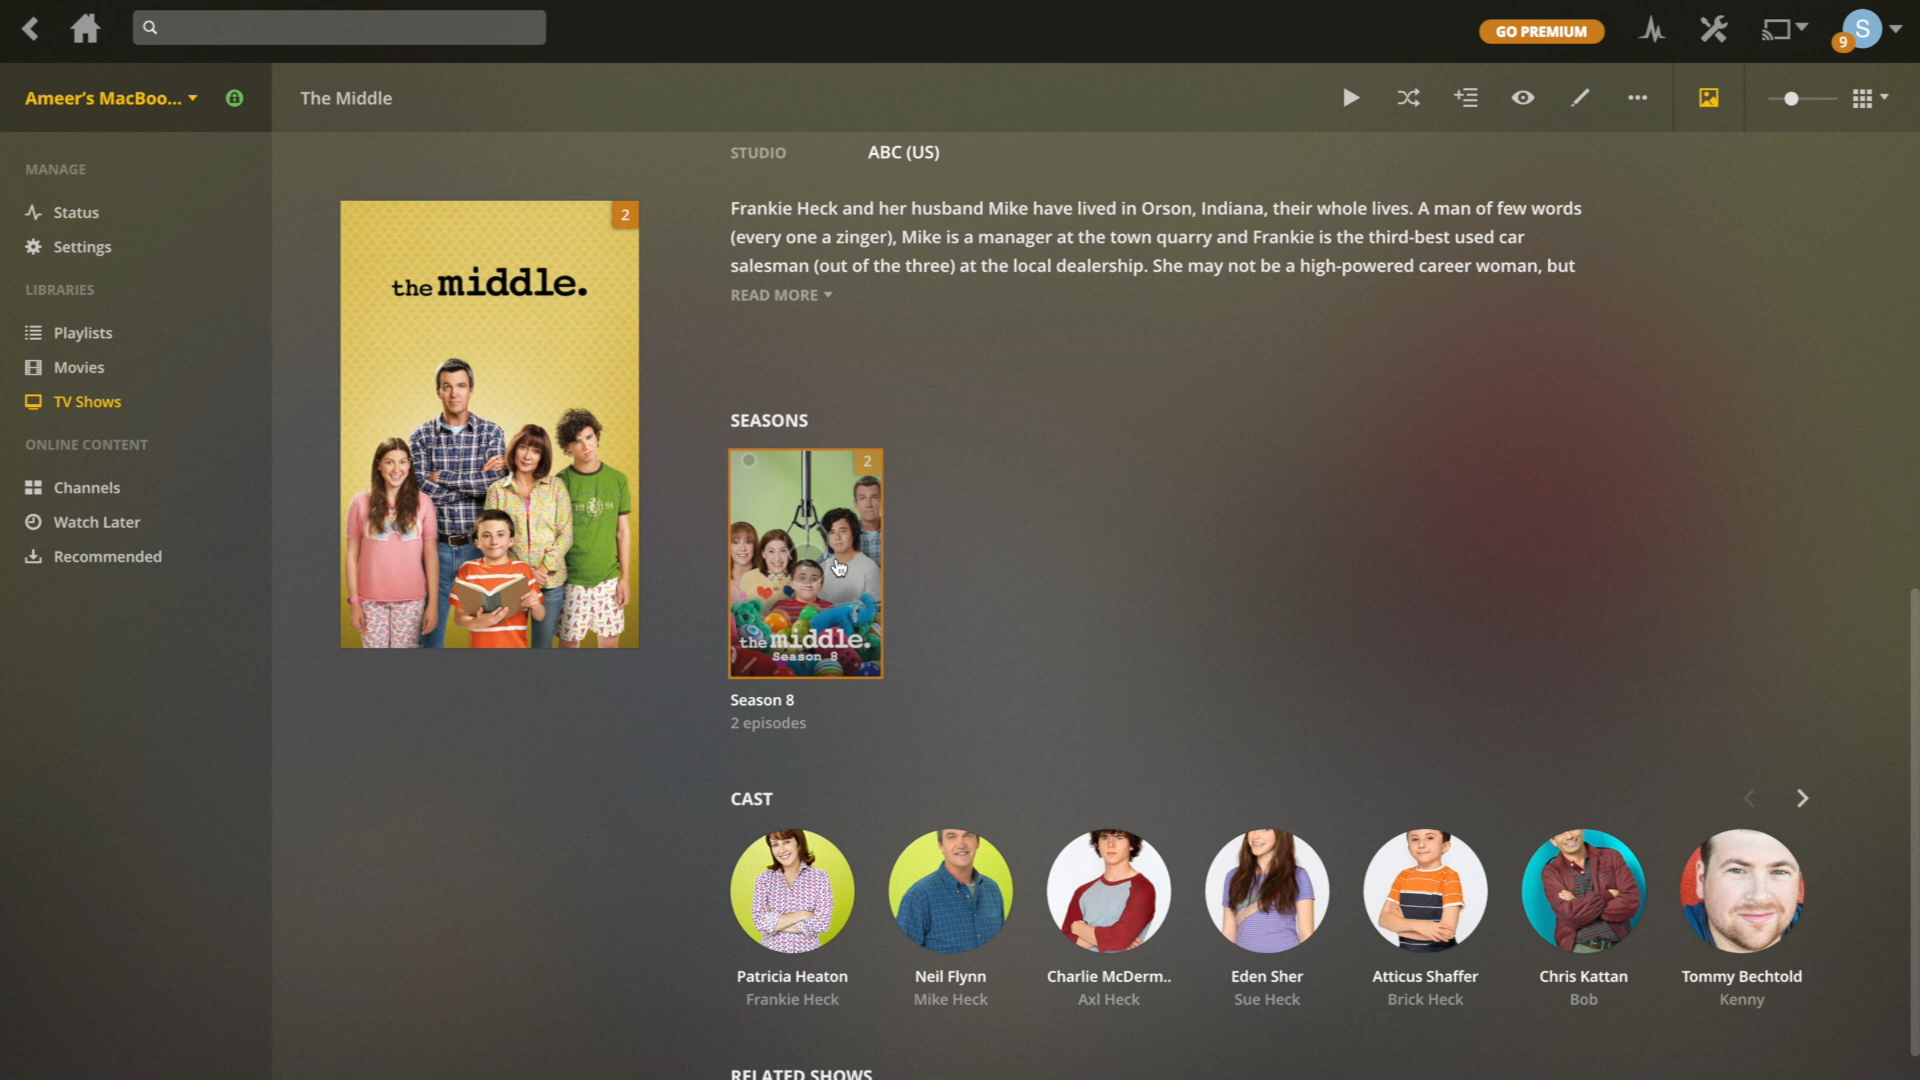 GO PREMIUM
S
9
Ameer's MacBoo...
The Middle
MANAGE
Status
Settings
LIBRARIES
Playlists
Movies
TV Shows
ONLINE CONTENT
Channels
Watch Later
Recommended
2
the middle.
STUDIO ABC (US)
Frankie Heck and her husband Mike have lived in Orson, Indiana, their whole lives. A man of few words
(every one a zinger), Mike is a manager at the town quarry and Frankie is the third-best used car
salesman (out of the three) at the local dealership. She may not be a high-powered career woman, but
READ MORE
SEASONS
2
the middle.
Season 8
Season 8
2 episodes
CAST
Patricia Heaton
Frankie Heck
Neil Flynn
Mike Heck
Charlie McDerm..
Axl Heck
Eden Sher
Sue Heck
Atticus Shaffer
Brick Heck
Chris Kattan
Bob
Tommy Bechtold
Kenny
RELATED SHOWS